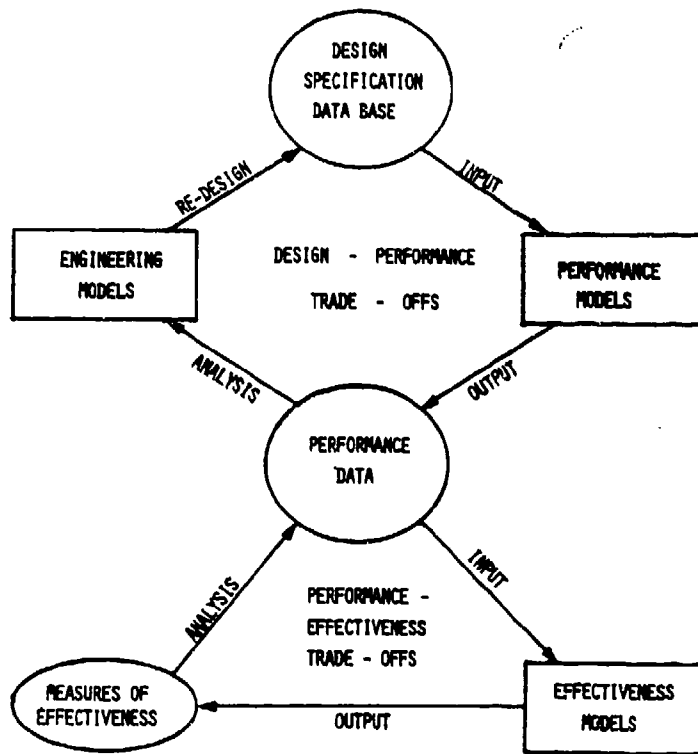 DESIGN
SPECIFICATION
DATA BASE
RE-DESIGN
INPUT
ENGINEERING
MODELS
DESIGN - PERFORMANCE
TRADE - OFFS
PERFORMANCE
MODELS
ANALYSIS
OUTPUT
PERFORMANCE
DATA
ANALYSIS
INPUT
PERFORMANCE -
EFFECTIVENESS
TRADE - OFFS
MEASURES OF
EFFECTIVENESS
OUTPUT
EFFECTIVENESS
MODELS